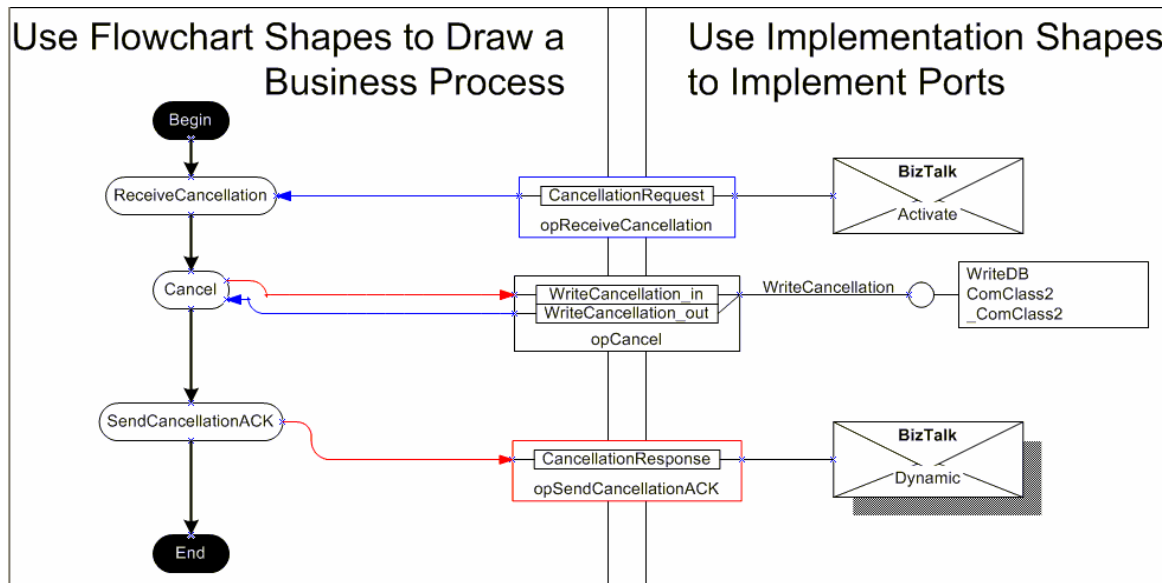 Use Flowchart Shapes to Draw a
Business Process
Use Implementation Shapes
to Implement Ports
Begin
ReceiveCancellation
CancellationRequest
opReceiveCancellation
BizTalk
Activate
Cancel
WriteCancellation_in
WriteCancellation_out
opCancel
WriteCancellation
WriteDB
ComClass2
_ComClass2
SendCancellationACK
CancellationResponse
opSendCancellationACK
BizTalk
Dynamic
End